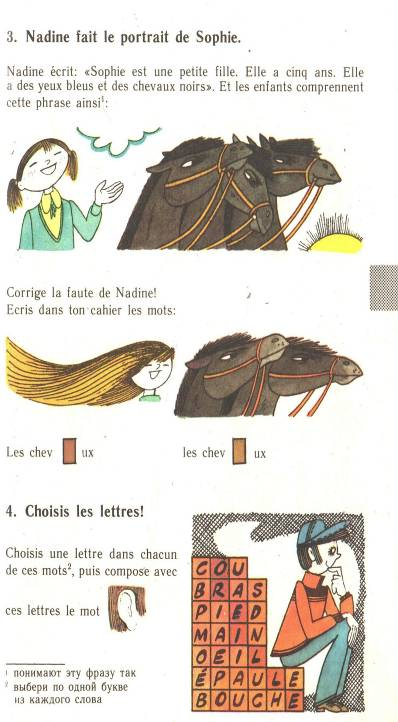 3. Nadine fait le portrait de Sophie.
Nadine écrit: «Sophie est une petite fille. Elle a cinq ans. Elle
a des yeux bleus et des chevaux noirs». Et les enfants comprennent
cette phrase ainsi¹:
Corrige la faute de Nadine!
Ecris dans ton cahier les mots:
Les chev ux
les chev ux
4. Choisis les lettres!
Choisis une lettre dans chacun
de ces mots², puis compose avec
ces lettres le mot
COU
BRAS
PIED
MAIN
OEIL
ÉPAULE
BOUCHE
¹ понимают эту фразу так
² выбери по одной букве
из каждого слова